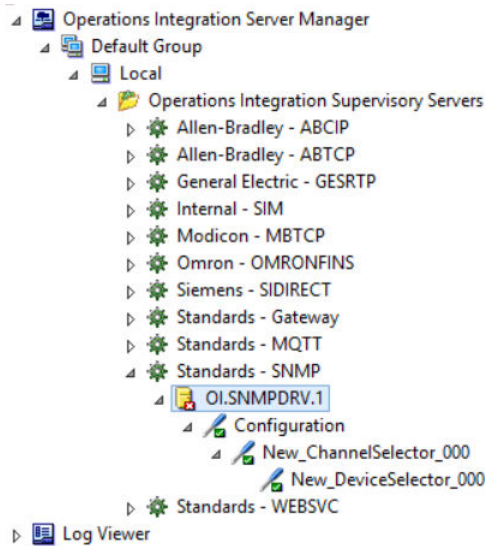 Operations Integration Server Manager
Default Group
Local
Operations Integration Supervisory Servers
Allen-Bradley - ABCIP
Allen-Bradley - ABTCP
General Electric - GESRTP
Internal - SIM
Modicon - MBTCP
Omron - OMRONFINS
Siemens - SIDIRECT
Standards - Gateway
Standards - MQTT
Standards - SNMP
OI.SNMPDRV.1
Configuration
New_ChannelSelector_000
New_DeviceSelector_000
Standards - WEBSVC
Log Viewer